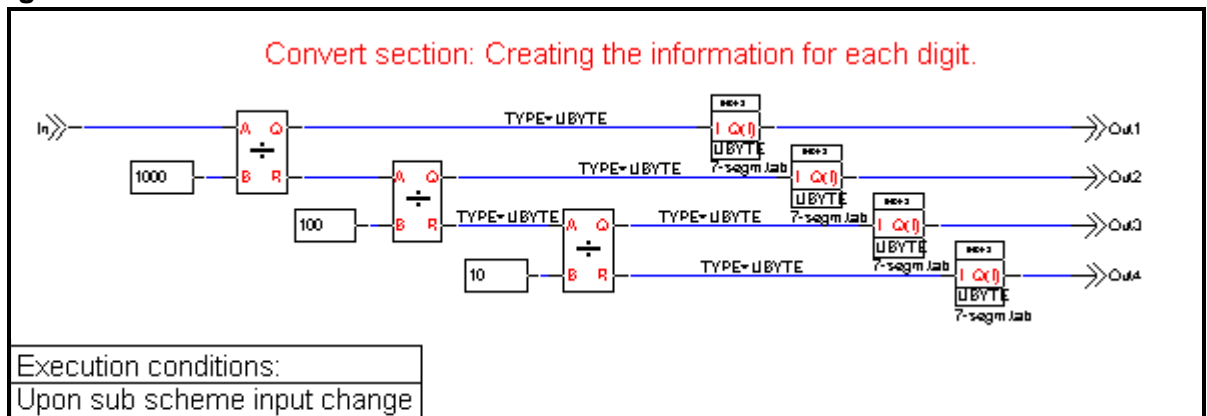 Convert section: Creating the information for each digit.
In
A Q
TYPE=UBYTE
I Q(I)
UBYTE
7-segm.tab
Out1
1000
B R
A Q
TYPE=UBYTE
I Q(I)
UBYTE
7-segm.tab
Out2
100
B R
TYPE=UBYTE
A Q
TYPE=UBYTE
I Q(I)
UBYTE
7-segm.tab
Out3
10
B R
TYPE=UBYTE
I Q(I)
UBYTE
7-segm.tab
Out4
Execution conditions:
Upon sub scheme input change